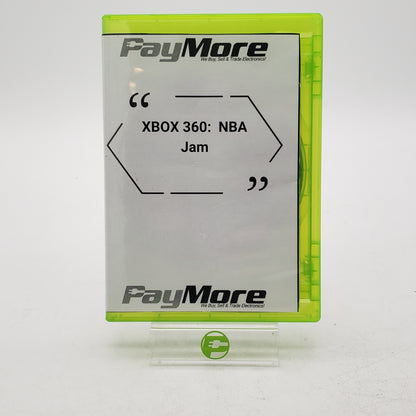 PayMore
We Buy, Sell & Trade Electronics!
“
XBOX 360: NBA
Jam
”
PayMore
We Buy, Sell & Trade Electronics!